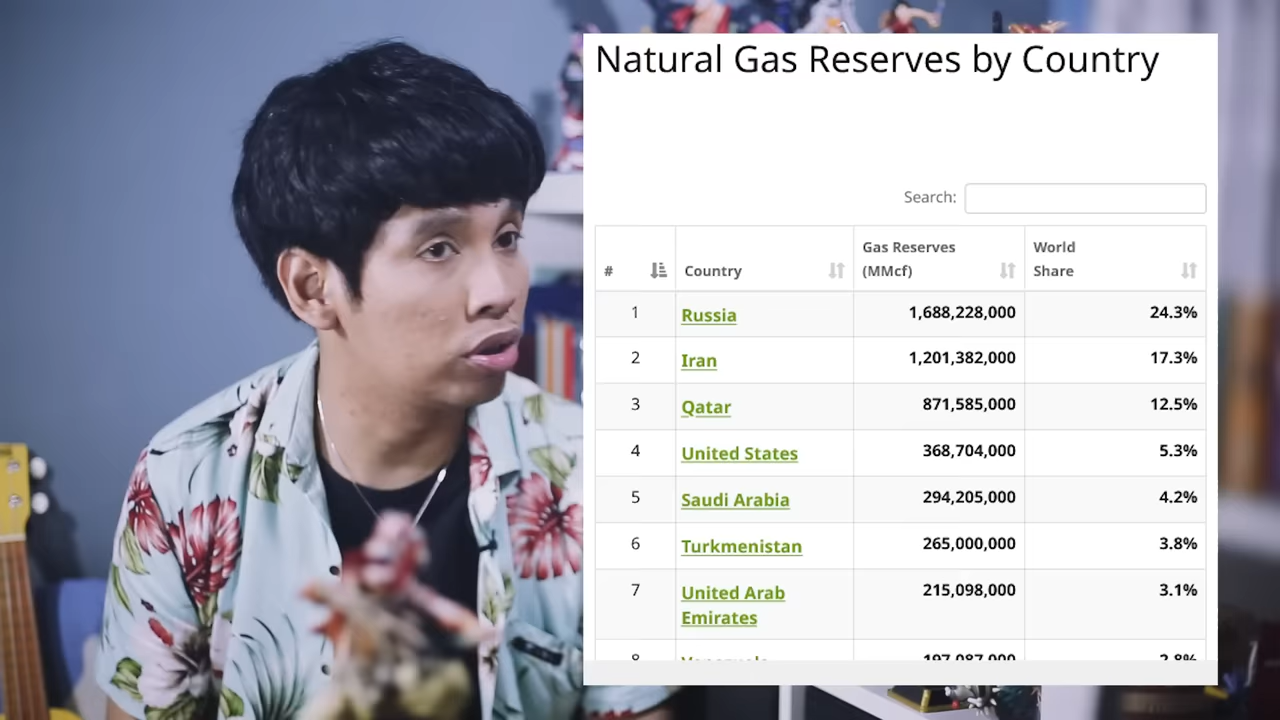 Natural Gas Reserves by Country
Search:
# Country Gas Reserves (MMcf) World Share
1 Russia 1,688,228,000 24.3%
2 Iran 1,201,382,000 17.3%
3 Qatar 871,585,000 12.5%
4 United States 368,704,000 5.3%
5 Saudi Arabia 294,205,000 4.2%
6 Turkmenistan 265,000,000 3.8%
7 United Arab Emirates 215,098,000 3.1%